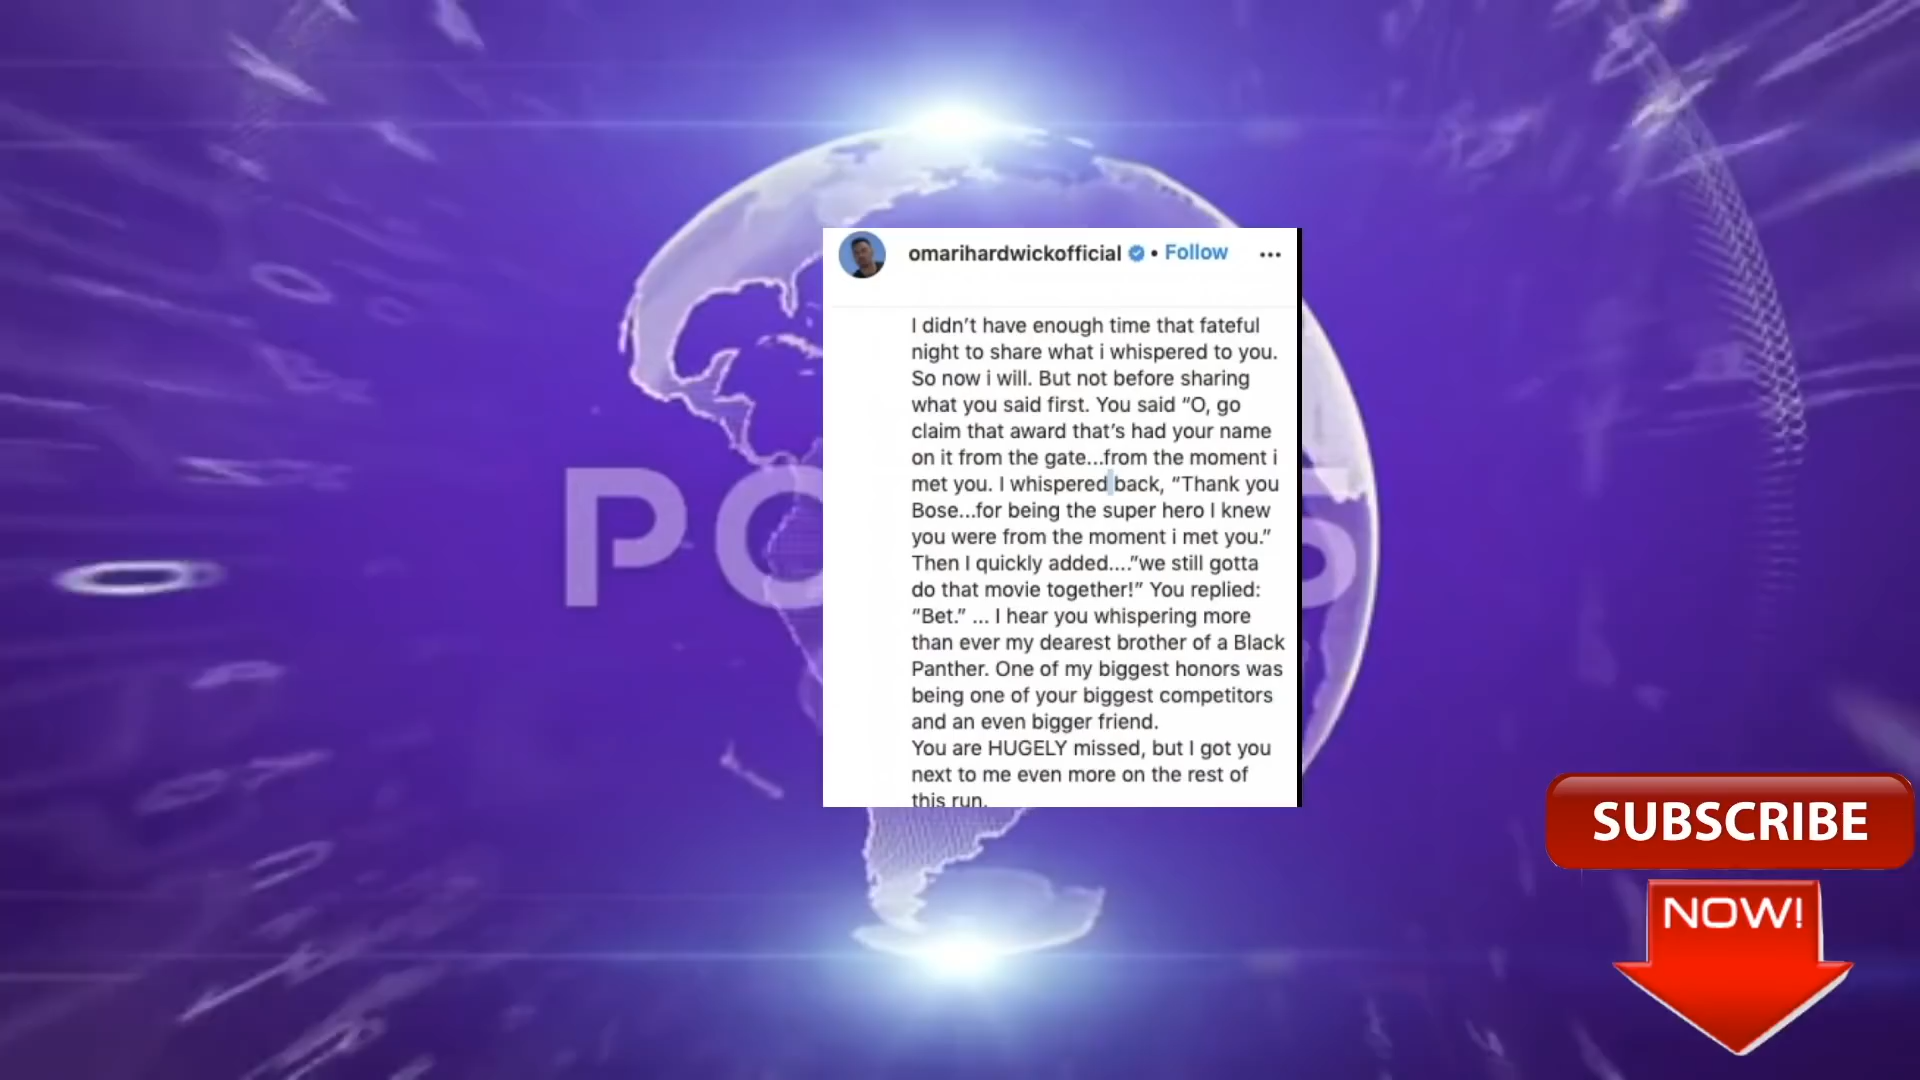 omarihardwickofficial • Follow ...
I didn’t have enough time that fateful
night to share what i whispered to you.
So now i will. But not before sharing
what you said first. You said “O, go
claim that award that’s had your name
on it from the gate...from the moment i
met you. I whispered back, “Thank you
Bose...for being the super hero I knew
you were from the moment i met you.”
Then I quickly added....”we still gotta
do that movie together!” You replied:
“Bet.” ... I hear you whispering more
than ever my dearest brother of a Black
Panther. One of my biggest honors was
being one of your biggest competitors
and an even bigger friend.
You are HUGELY missed, but I got you
next to me even more on the rest of
this run.
SUBSCRIBE
NOW!